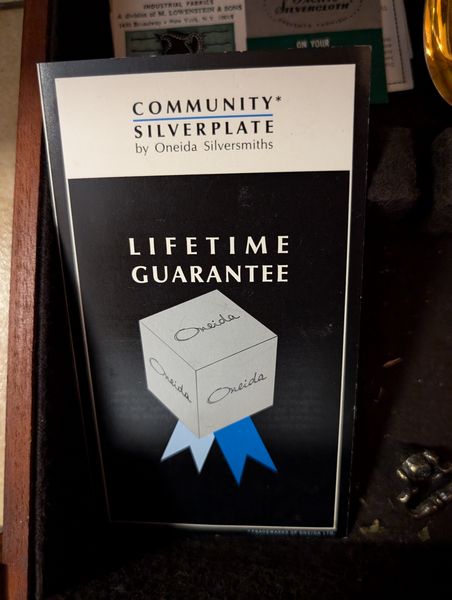 INDUSTRIAL FABRICS
A division of M. LOWENSTEIN & SONS
1430 Broadway • New York, N.Y. 10018
SILVERCLOTH
ON YOUR
COMMUNITY*
SILVERPLATE
by Oneida Silversmiths
LIFETIME
GUARANTEE
Oneida
Oneida
Oneida
*TRADEMARKS OF ONEIDA LTD.